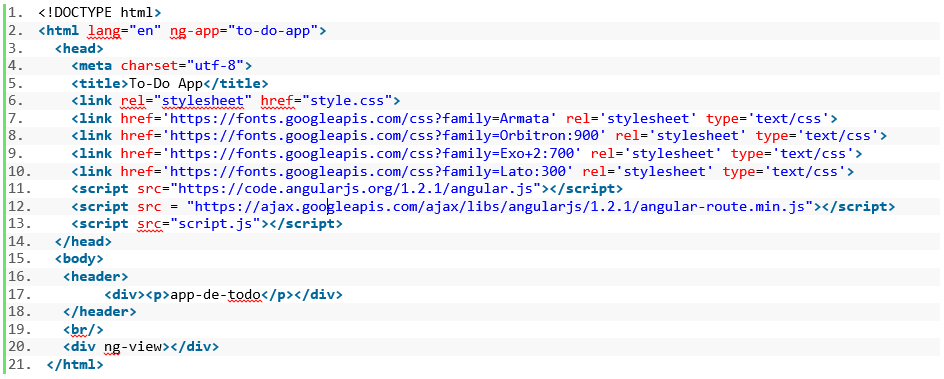 1. <!DOCTYPE html>
2. <html lang="en" ng-app="to-do-app">
3.   <head>
4.     <meta charset="utf-8">
5.     <title>To-Do App</title>
6.     <link rel="stylesheet" href="style.css">
7.     <link href='https://fonts.googleapis.com/css?family=Armata' rel='stylesheet' type='text/css'>
8.     <link href='https://fonts.googleapis.com/css?family=Orbitron:900' rel='stylesheet' type='text/css'>
9.     <link href='https://fonts.googleapis.com/css?family=Exo+2:700' rel='stylesheet' type='text/css'>
10.     <link href='https://fonts.googleapis.com/css?family=Lato:300' rel='stylesheet' type='text/css'>
11.     <script src="https://code.angularjs.org/1.2.1/angular.js"></script>
12.     <script src = "https://ajax.googleapis.com/ajax/libs/angularjs/1.2.1/angular-route.min.js"></script>
13.     <script src="script.js"></script>
14.   </head>
15.   <body>
16.    <header>
17.         <div><p>app-de-todo</p></div>
18.    </header>
19.    <br/>
20.    <div ng-view></div>
21.  </html>